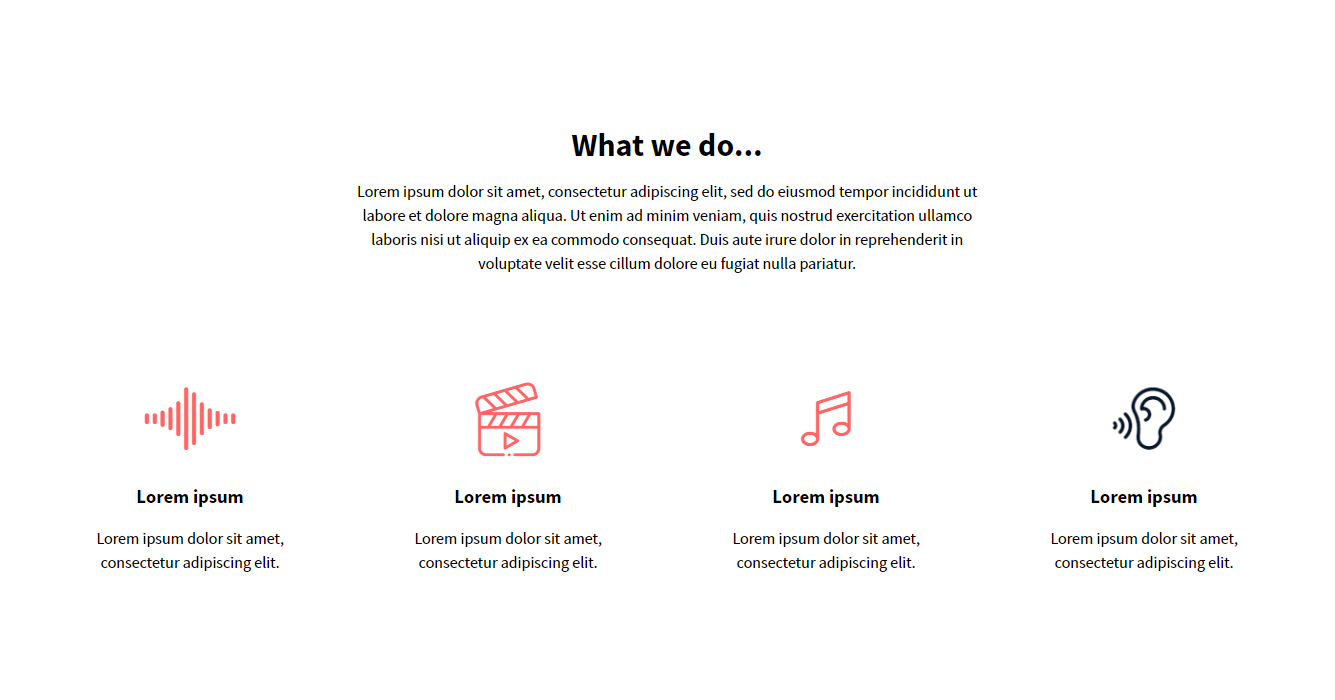 What we do...
Lorem ipsum dolor sit amet, consectetur adipiscing elit, sed do eiusmod tempor incididunt ut
labore et dolore magna aliqua. Ut enim ad minim veniam, quis nostrud exercitation ullamco
laboris nisi ut aliquip ex ea commodo consequat. Duis aute irure dolor in reprehenderit in
voluptate velit esse cillum dolore eu fugiat nulla pariatur.
Lorem ipsum
Lorem ipsum dolor sit amet,
consectetur adipiscing elit.
Lorem ipsum
Lorem ipsum dolor sit amet,
consectetur adipiscing elit.
Lorem ipsum
Lorem ipsum dolor sit amet,
consectetur adipiscing elit.
Lorem ipsum
Lorem ipsum dolor sit amet,
consectetur adipiscing elit.